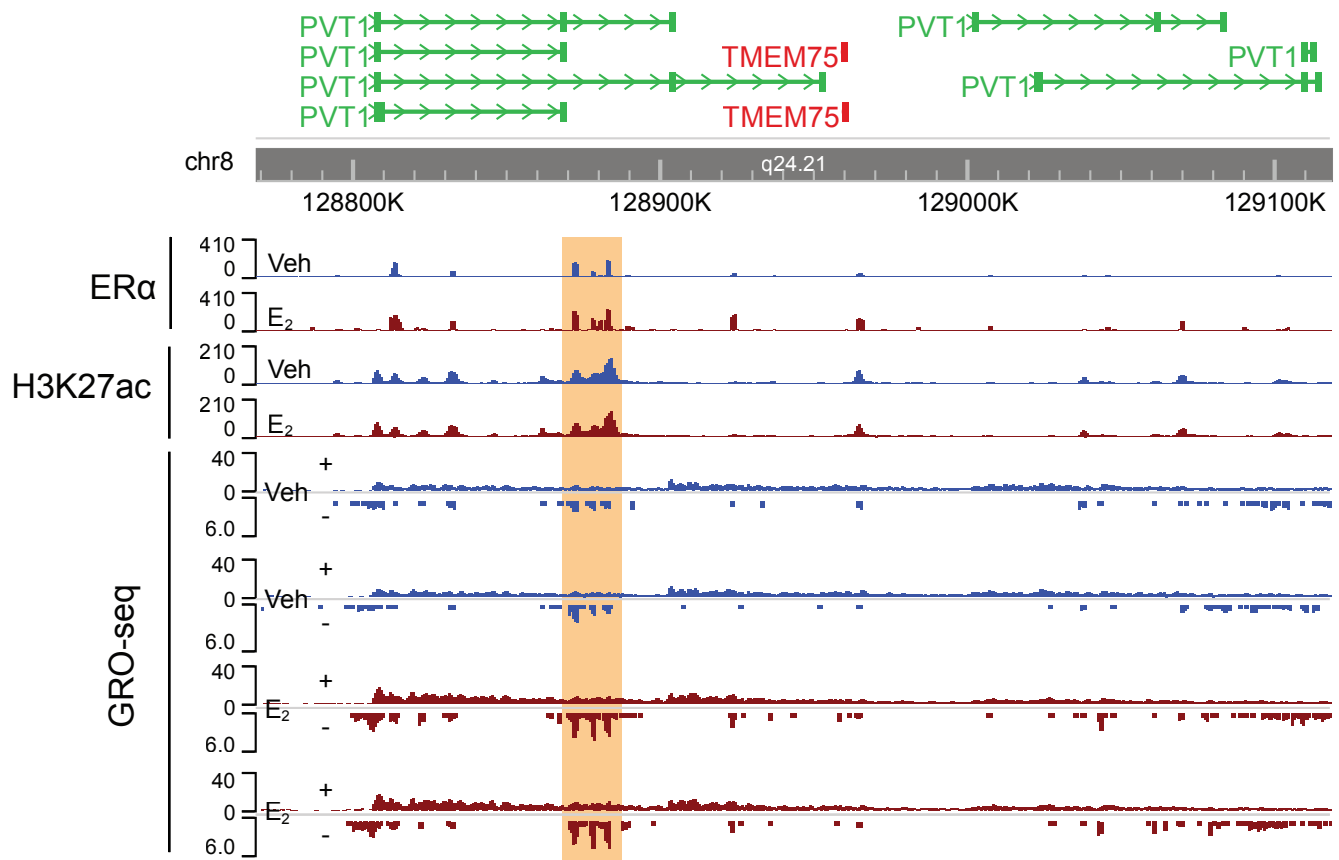 PVT1 PVT1
PVT1 TMEM75 PVT1
PVT1 PVT1
PVT1 TMEM75
chr8 q24.21
128800K 128900K 129000K 129100K
ERα
410
0
Veh
410
0
E₂
H3K27ac
210
0
Veh
210
0
E₂
GRO-seq
40
+
0
Veh
-
6.0
40
+
0
Veh
-
6.0
40
+
0
E₂
-
6.0
40
+
0
E₂
-
6.0